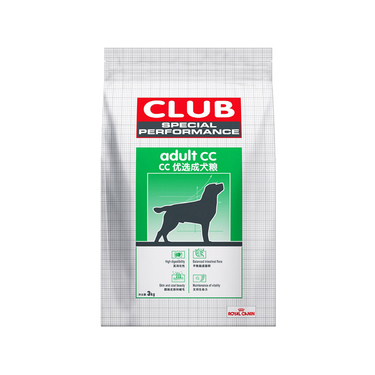 CLUB
SPECIAL
PERFORMANCE
adult CC
CC 优选成犬粮
High digestibility
Balanced intestinal flora
Skin and coat beauty
Maintenance of vitality
2kg
ROYAL CANIN